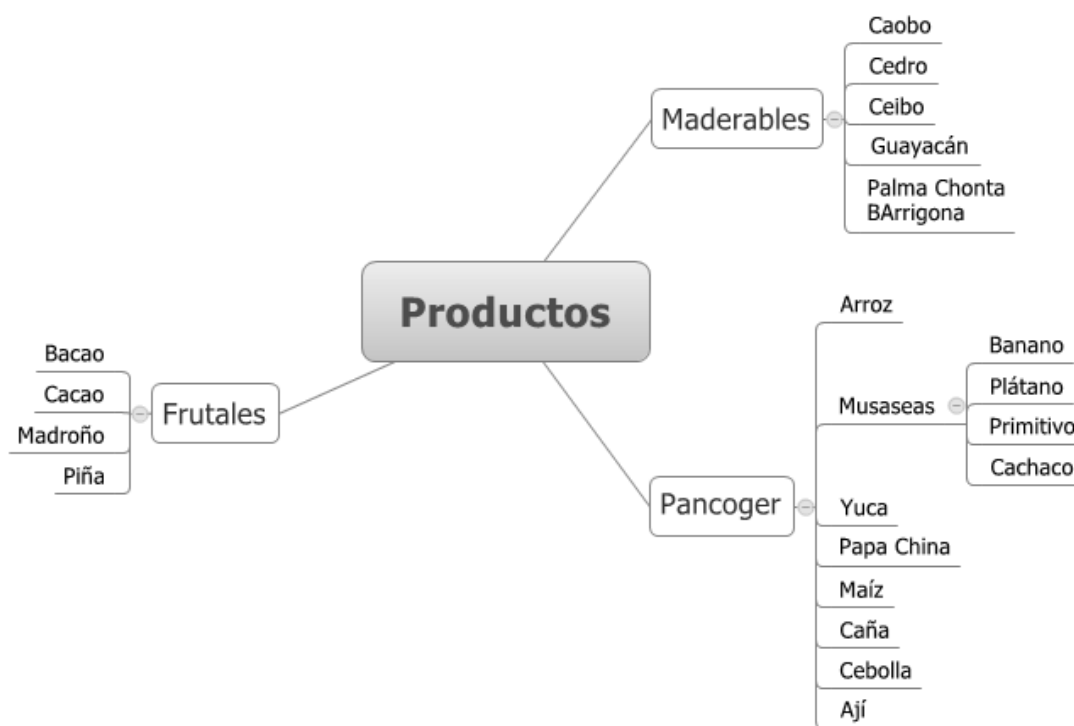 Productos
Maderables
Caobo
Cedro
Ceibo
Guayacán
Palma Chonta
BArrigona
Pancoger
Arroz
Musaseas
Banano
Plátano
Primitivo
Cachaco
Yuca
Papa China
Maíz
Caña
Cebolla
Ají
Frutales
Bacao
Cacao
Madroño
Piña